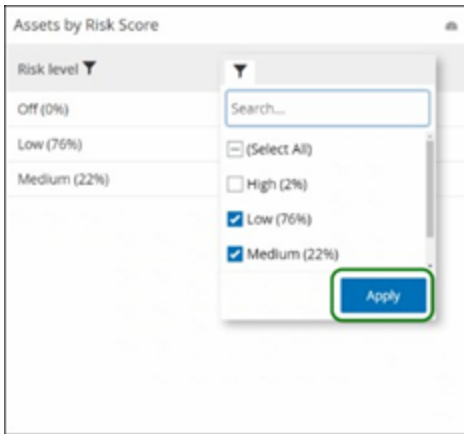 Assets by Risk Score
Risk level
Off (0%)
Low (76%)
Medium (22%)
Search...
(Select All)
High (2%)
Low (76%)
Medium (22%)
Apply